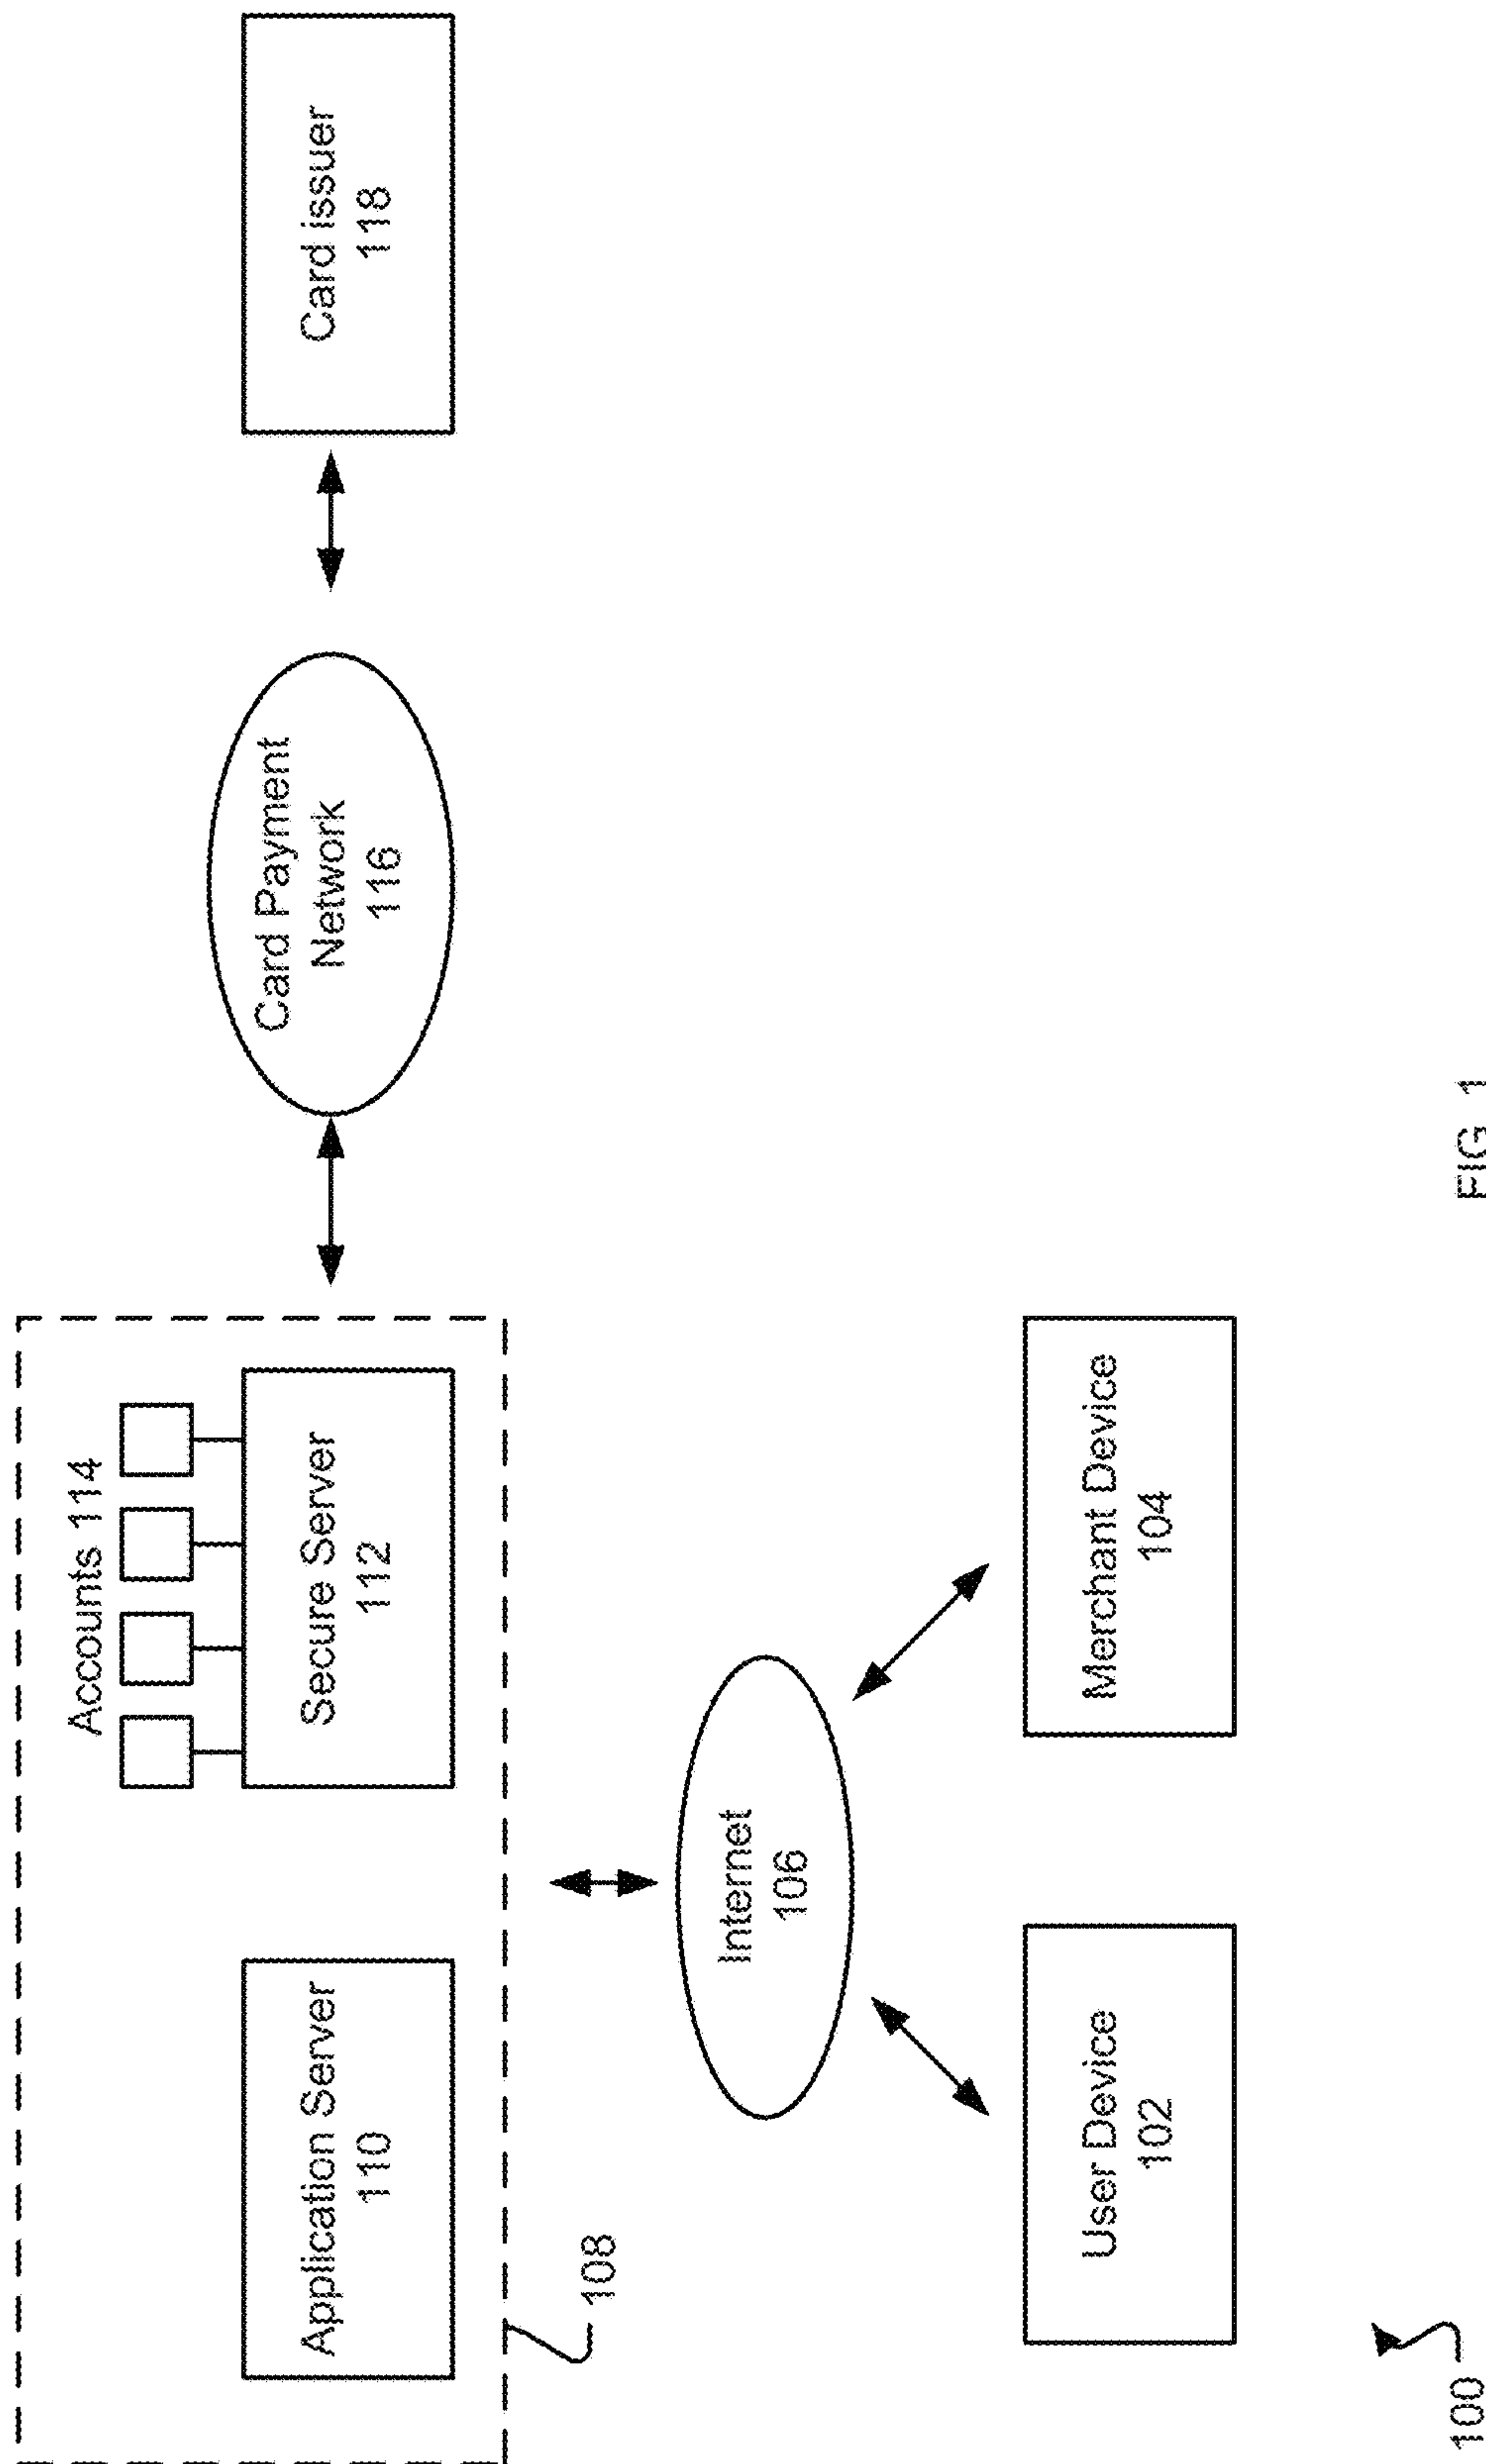 Accounts 114
Application Server
110
Secure Server
112
Card Payment
Network
116
Card issuer
118
108
Internet
106
User Device
102
Merchant Device
104
100
FIG. 1